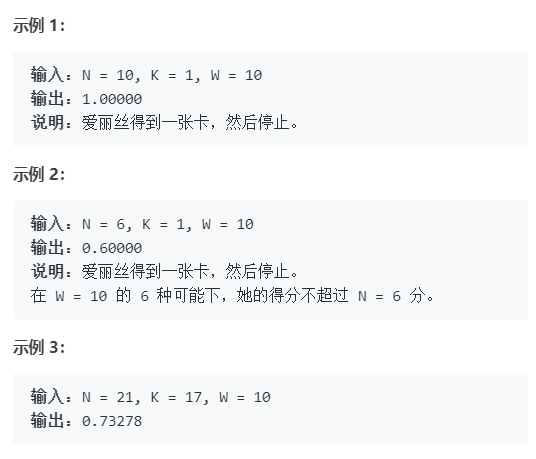 示例 1：
输入：N = 10, K = 1, W = 10
输出：1.00000
说明：爱丽丝得到一张卡，然后停止。
示例 2：
输入：N = 6, K = 1, W = 10
输出：0.60000
说明：爱丽丝得到一张卡，然后停止。
在 W = 10 的 6 种可能下，她的得分不超过 N = 6 分。
示例 3：
输入：N = 21, K = 17, W = 10
输出：0.73278